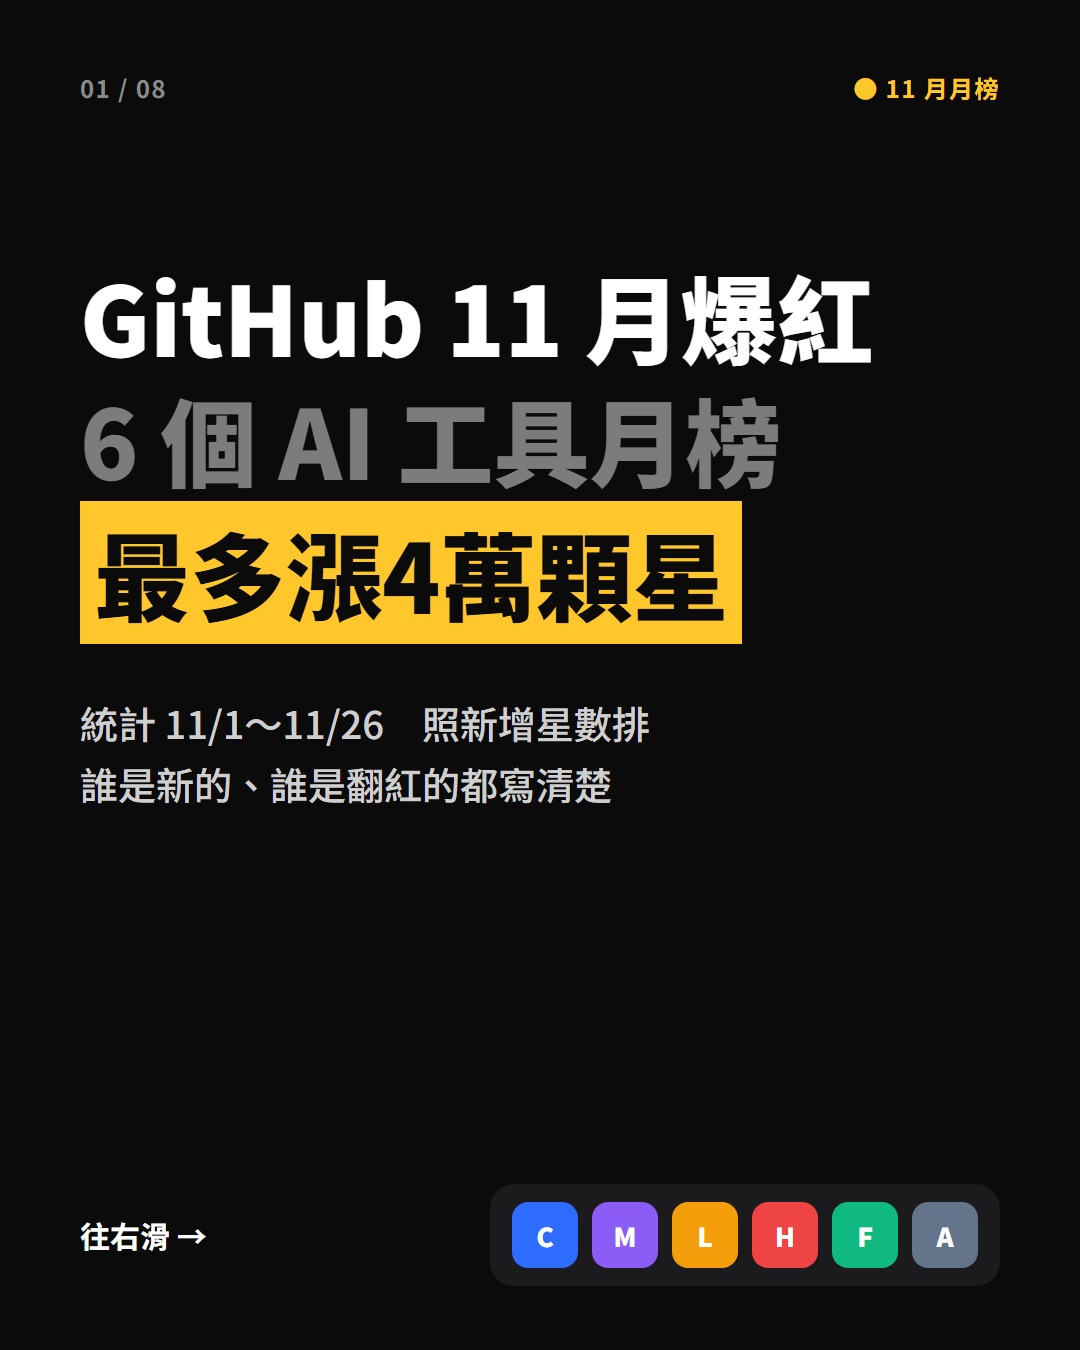 01 / 08
11 月月榜
GitHub 11 月爆紅
6 個 AI 工具月榜
最多漲4萬顆星
統計 11/1～11/26　照新增星數排
誰是新的、誰是翻紅的都寫清楚
往右滑 →
C M L H F A